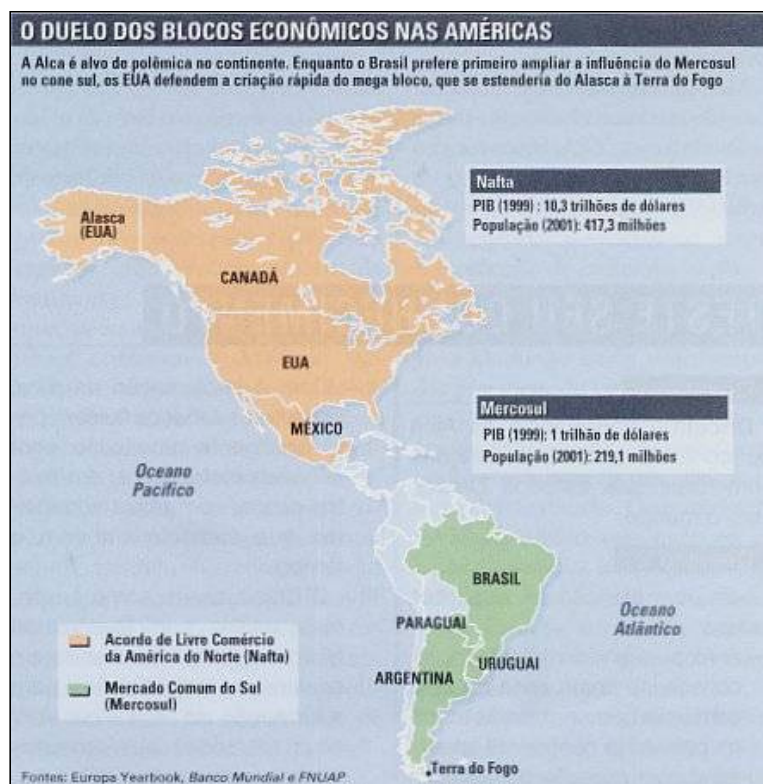 O DUELO DOS BLOCOS ECONÔMICOS NAS AMÉRICAS
A Alca é alvo de polêmica no continente. Enquanto o Brasil prefere primeiro ampliar a influência do Mercosul
no cone sul, os EUA defendem a criação rápida do mega bloco, que se estenderia do Alasca à Terra do Fogo
Nafta
PIB (1999) : 10,3 trilhões de dólares
População (2001): 417,3 milhões
Alasca
(EUA)
CANADÁ
EUA
MÉXICO
Mercosul
PIB (1999): 1 trilhão de dólares
População (2001): 219,1 milhões
Oceano
Pacífico
BRASIL
PARAGUAI
Oceano
Atlântico
URUGUAI
ARGENTINA
Acordo de Livre Comércio
da América do Norte (Nafta)
Mercado Comum do Sul
(Mercosul)
Terra do Fogo
Fontes: Europa Yearbook, Banco Mundial e FNUAP